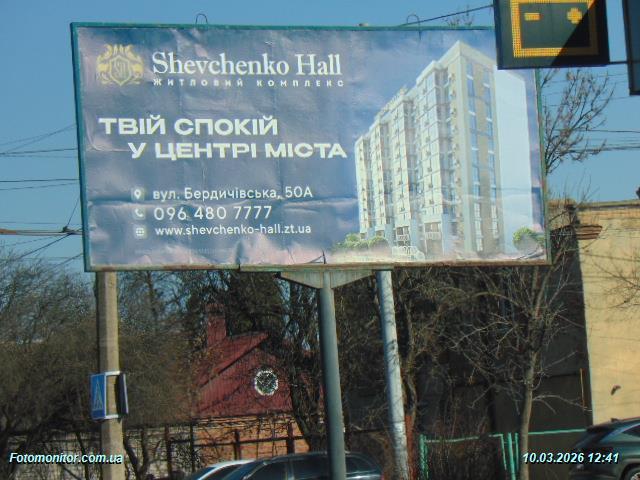 Shevchenko Hall
ЖИТЛОВИЙ КОМПЛЕКС
ТВІЙ СПОКІЙ
У ЦЕНТРІ МІСТА
вул. Бердичівська, 50А
096 480 7777
www.shevchenko-hall.zt.ua
Fotomonitor.com.ua
10.03.2026 12:41